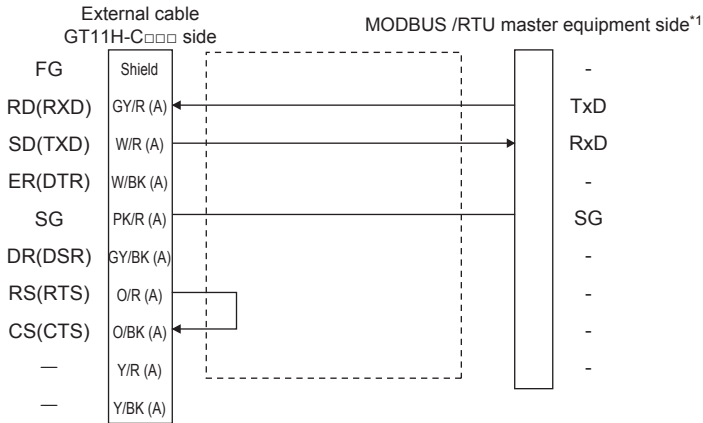 External cable
GT11H-C□□□ side
MODBUS /RTU master equipment side*1
FG Shield -
RD(RXD) GY/R (A) TxD
SD(TXD) W/R (A) RxD
ER(DTR) W/BK (A) -
SG PK/R (A) SG
DR(DSR) GY/BK (A) -
RS(RTS) O/R (A) -
CS(CTS) O/BK (A) -
— Y/R (A) -
— Y/BK (A)